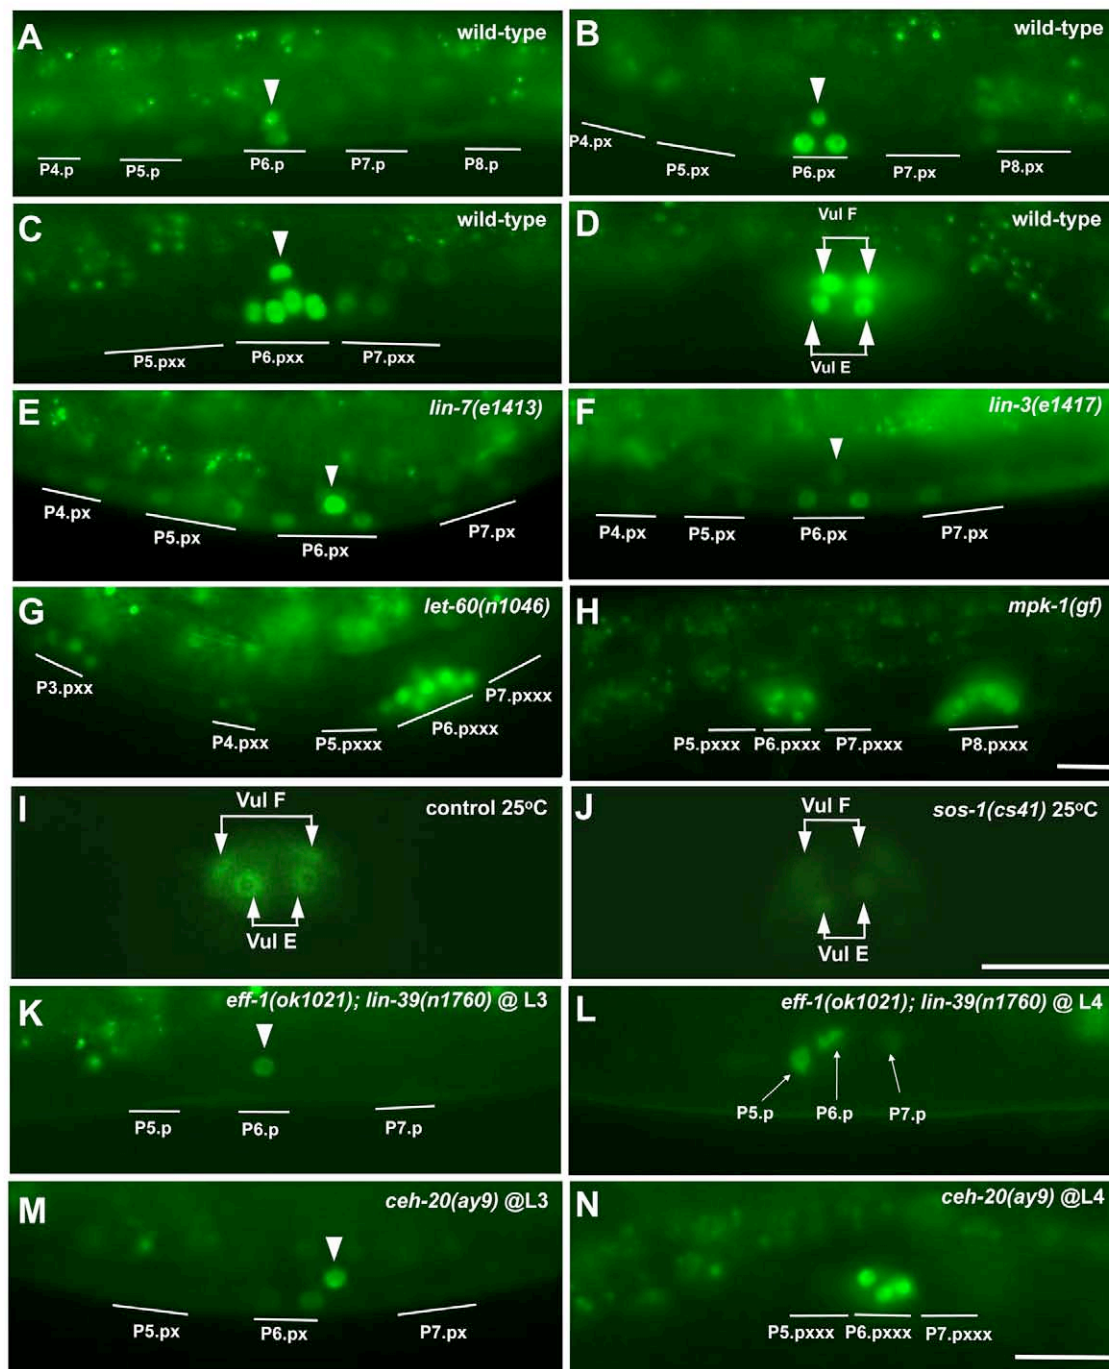 A
wild-type
P4.p P5.p P6.p P7.p P8.p
B
wild-type
P4.px P5.px P6.px P7.px P8.px
C
wild-type
P5.pxx P6.pxx P7.pxx
D
wild-type
Vul F
Vul E
E
lin-7(e1413)
P4.px P5.px P6.px P7.px
F
lin-3(e1417)
P4.px P5.px P6.px P7.px
G
let-60(n1046)
P3.pxx P4.pxx P5.pxxx P6.pxxx P7.pxxx
H
mpk-1(gf)
P5.pxxx P6.pxxx P7.pxxx P8.pxxx
I
control 25°C
Vul F
Vul E
J
sos-1(cs41) 25°C
Vul F
Vul E
K
eff-1(ok1021); lin-39(n1760) @ L3
P5.p P6.p P7.p
L
eff-1(ok1021); lin-39(n1760) @ L4
P5.p P6.p P7.p
M
ceh-20(ay9) @L3
P5.px P6.px P7.px
N
ceh-20(ay9) @L4
P5.pxxx P6.pxxx P7.pxxx